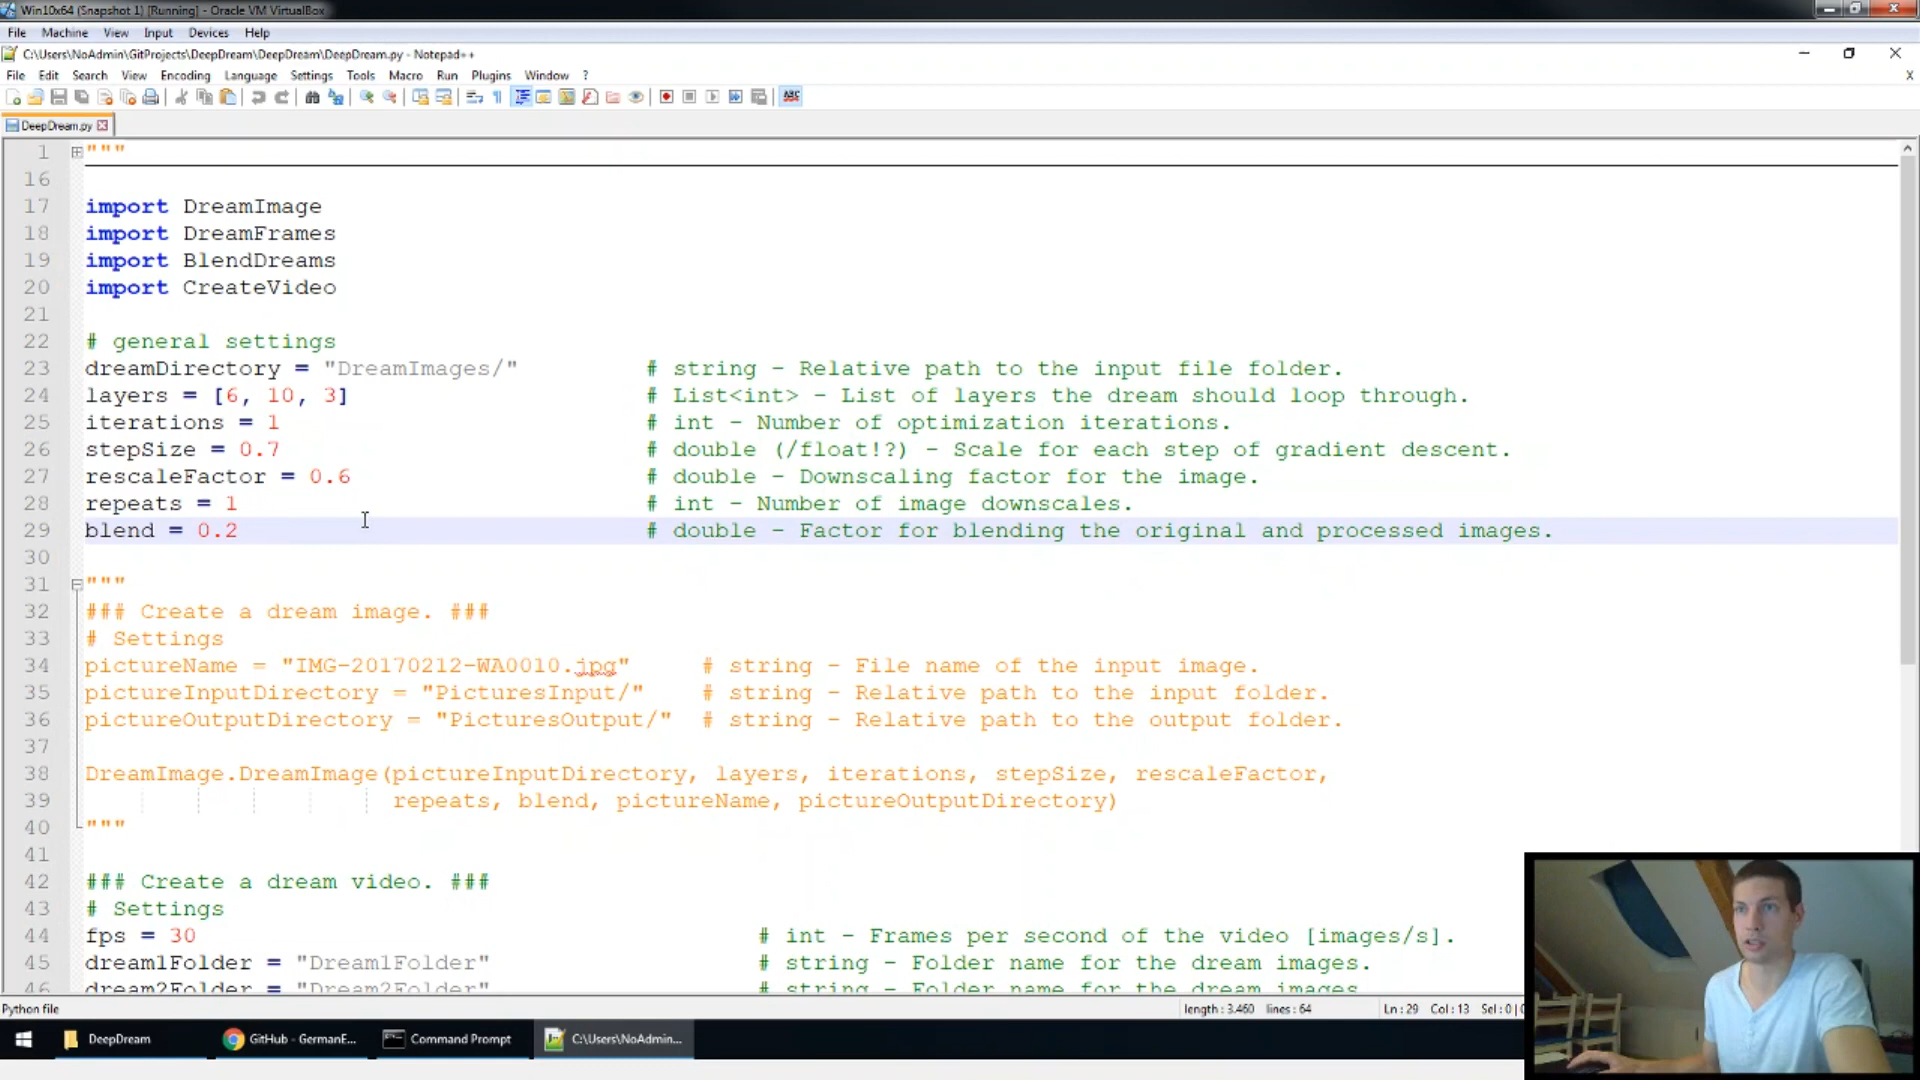 Win10x64 (Snapshot 1) [Running] - Oracle VM VirtualBox
File Machine View Input Devices Help
C:\Users\NoAdmin\GitProjects\DeepDream\DeepDream\DeepDream.py - Notepad++
File Edit Search View Encoding Language Settings Tools Macro Run Plugins Window ? X
ABC
DeepDream.py
1 """
16
17 import DreamImage
18 import DreamFrames
19 import BlendDreams
20 import CreateVideo
21
22 # general settings
23 dreamDirectory = "DreamImages/" # string - Relative path to the input file folder.
24 layers = [6, 10, 3] # List<int> - List of layers the dream should loop through.
25 iterations = 1 # int - Number of optimization iterations.
26 stepSize = 0.7 # double (/float!?) - Scale for each step of gradient descent.
27 rescaleFactor = 0.6 # double - Downscaling factor for the image.
28 repeats = 1 # int - Number of image downscales.
29 blend = 0.2 # double - Factor for blending the original and processed images.
30
31 """
32 ### Create a dream image. ###
33 # Settings
34 pictureName = "IMG-20170212-WA0010.jpg" # string - File name of the input image.
35 pictureInputDirectory = "PicturesInput/" # string - Relative path to the input folder.
36 pictureOutputDirectory = "PicturesOutput/" # string - Relative path to the output folder.
37
38 DreamImage.DreamImage(pictureInputDirectory, layers, iterations, stepSize, rescaleFactor,
39 repeats, blend, pictureName, pictureOutputDirectory)
40 """
41
42 ### Create a dream video. ###
43 # Settings
44 fps = 30 # int - Frames per second of the video [images/s].
45 dream1Folder = "Dream1Folder" # string - Folder name for the dream images.
46 dream2Folder = "Dream2Folder" # string - Folder name for the dream images
Python file length : 3.460 lines : 64 Ln : 29 Col : 13 Sel : 0 | 0
DeepDream GitHub - GermanE... Command Prompt C:\Users\NoAdmin...